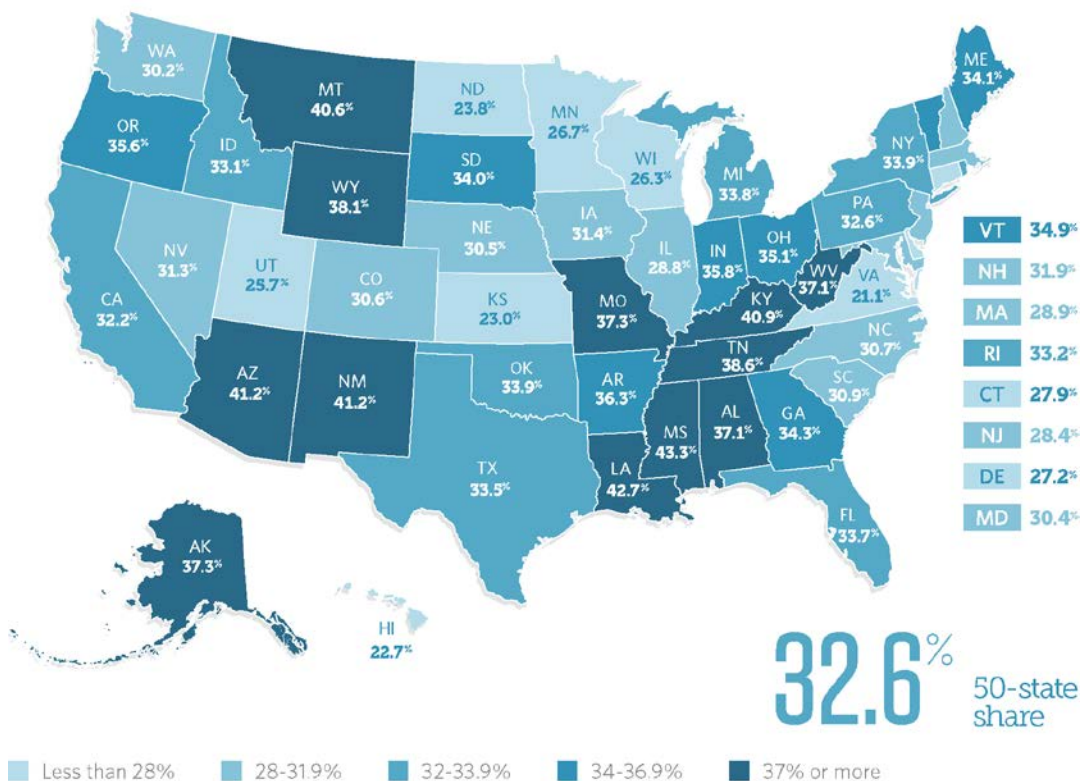 WA
30.2%
MT
40.6%
ND
23.8%
MN
26.7%
ME
34.1%
OR
35.6%
ID
33.1%
SD
34.0%
WI
26.3%
NY
33.9%
WY
38.1%
MI
33.8%
PA
32.6%
NV
31.3%
UT
25.7%
CO
30.6%
NE
30.5%
IA
31.4%
IL
28.8%
IN
35.8%
OH
35.1%
WV
37.1%
VA
21.1%
CA
32.2%
KS
23.0%
MO
37.3%
KY
40.9%
NC
30.7%
TN
38.6%
SC
30.9%
AZ
41.2%
NM
41.2%
OK
33.9%
AR
36.3%
MS
43.3%
AL
37.1%
GA
34.3%
TX
33.5%
LA
42.7%
FL
33.7%
AK
37.3%
HI
22.7%
VT 34.9%
NH 31.9%
MA 28.9%
RI 33.2%
CT 27.9%
NJ 28.4%
DE 27.2%
MD 30.4%
32.6%
50-state
share
Less than 28% 28-31.9% 32-33.9% 34-36.9% 37% or more